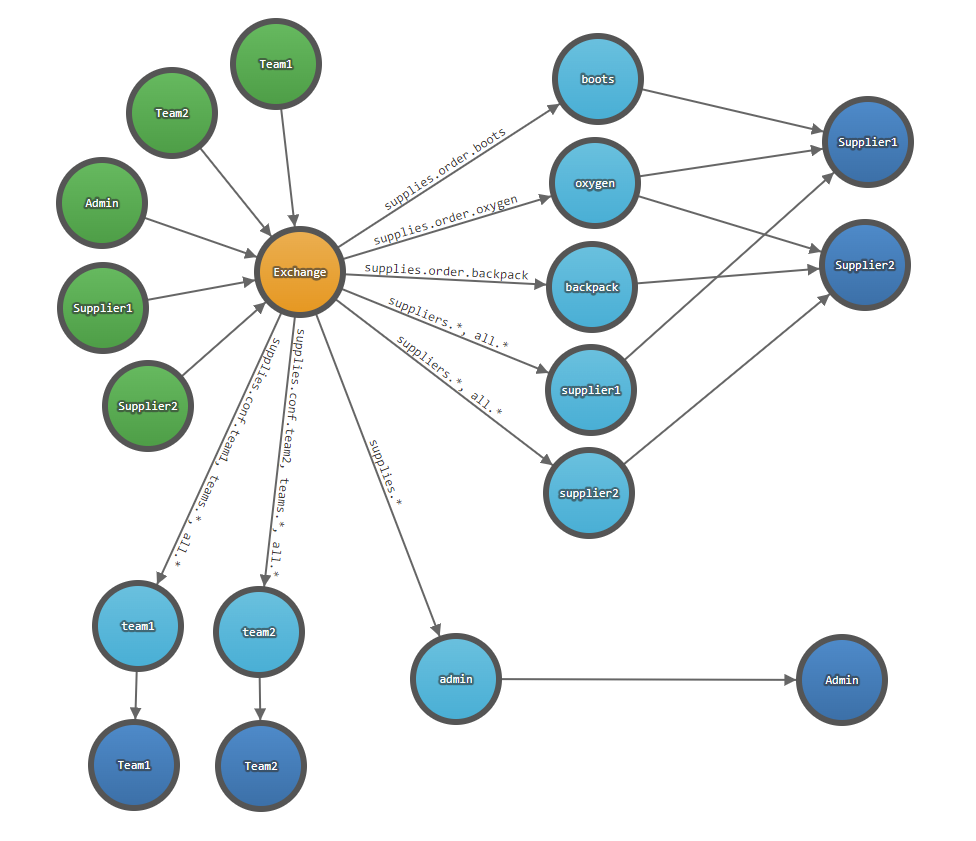 Team1
Team2
Admin
Supplier1
Supplier2
Exchange
supplies.order.boots
supplies.order.oxygen
supplies.order.backpack
suppliers.*, all.*
suppliers.*, all.*
supplies.*
supplies.conf.team1, teams.*, all.*
supplies.conf.team2, teams.*, all.*
boots
oxygen
backpack
supplier1
supplier2
Supplier1
Supplier2
team1
team2
admin
Admin
Team1
Team2